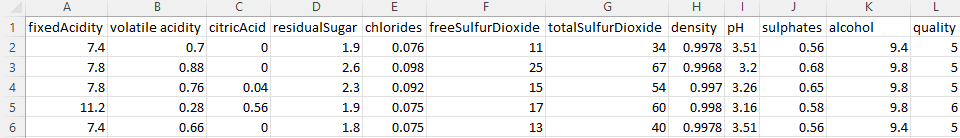 A B C D E F G H I J K L
1 fixedAcidity volatile acidity citricAcid residualSugar chlorides freeSulfurDioxide totalSulfurDioxide density pH sulphates alcohol quality
2 7.4 0.7 0 1.9 0.076 11 34 0.9978 3.51 0.56 9.4 5
3 7.8 0.88 0 2.6 0.098 25 67 0.9968 3.2 0.68 9.8 5
4 7.8 0.76 0.04 2.3 0.092 15 54 0.997 3.26 0.65 9.8 5
5 11.2 0.28 0.56 1.9 0.075 17 60 0.998 3.16 0.58 9.8 6
6 7.4 0.66 0 1.8 0.075 13 40 0.9978 3.51 0.56 9.4 5